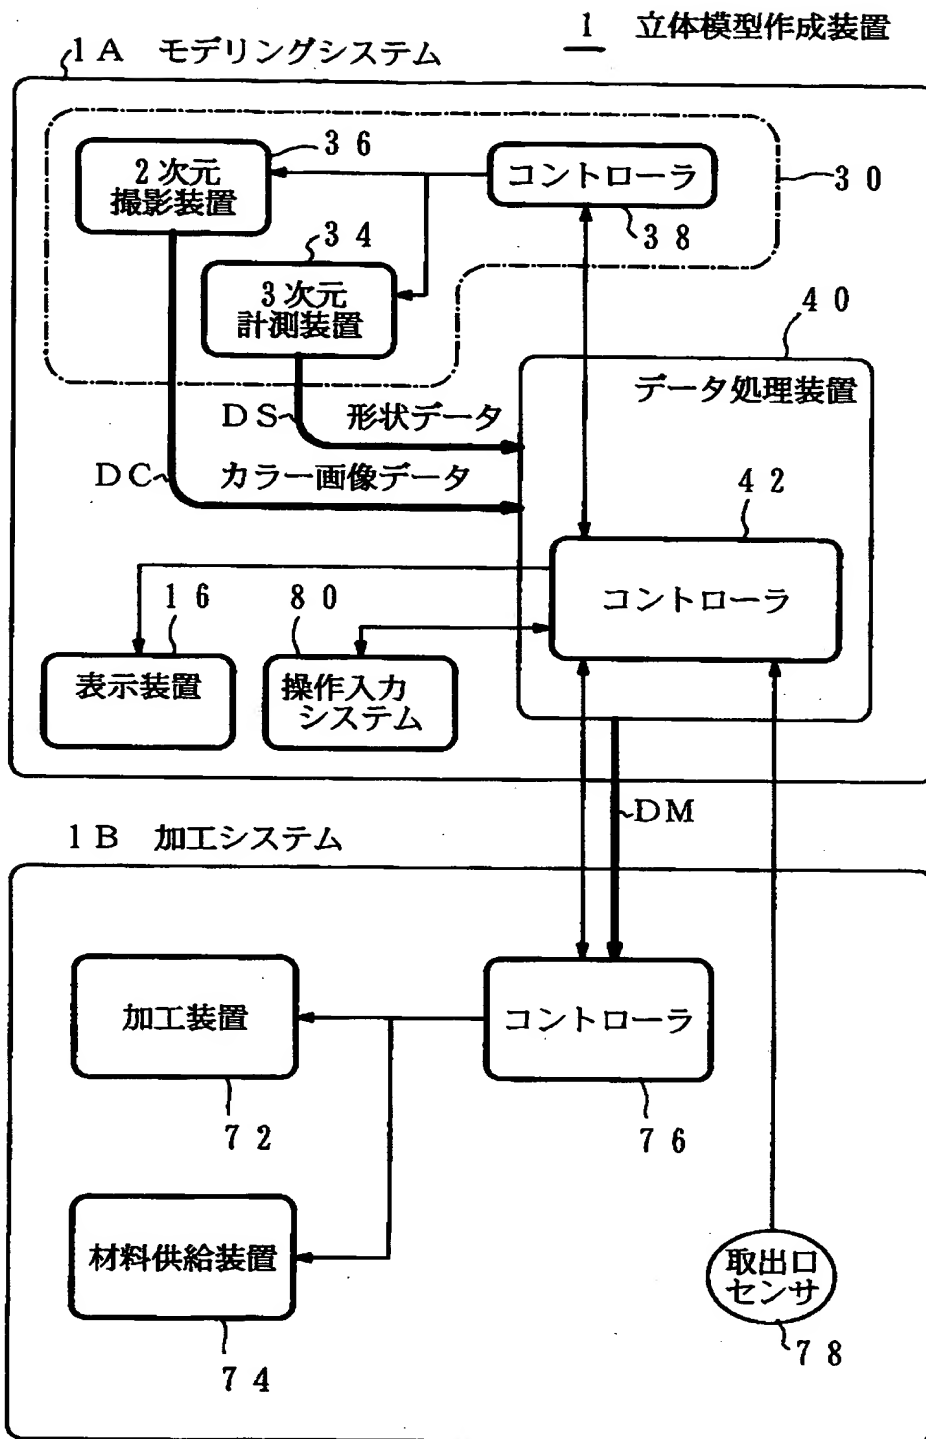 1 立体模型作成装置
1A モデリングシステム
36
2次元
撮影装置
コントローラ
30
38
34
3次元
計測装置
40
データ処理装置
DS 形状データ
DC カラー画像データ
42
コントローラ
16
80
表示装置
操作入力
システム
DM
1B 加工システム
加工装置
コントローラ
72
76
材料供給装置
取出口
センサ
74
78